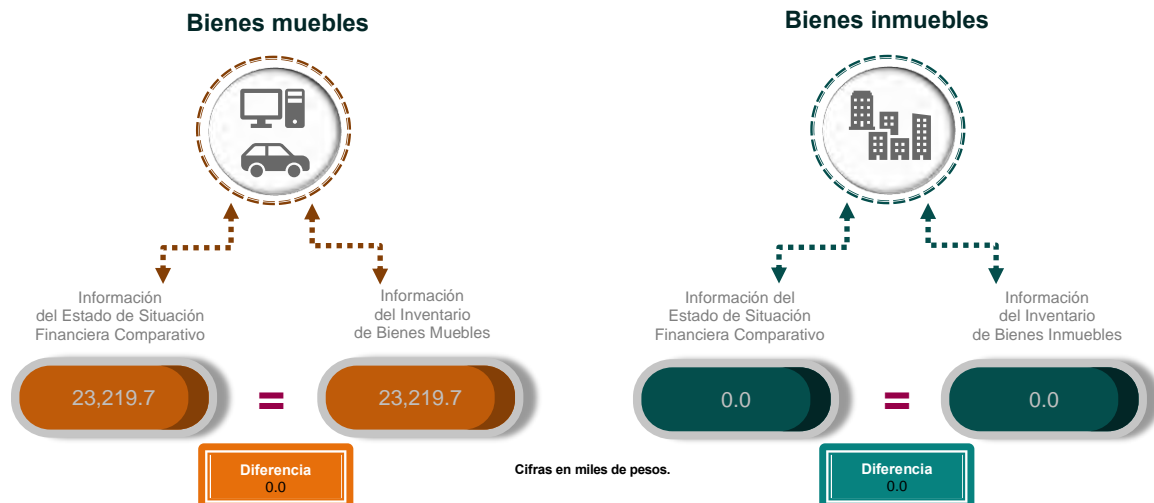 Bienes muebles
Información
del Estado de Situación
Financiera Comparativo
Información
del Inventario
de Bienes Muebles
23,219.7
=
23,219.7
Diferencia
0.0
Cifras en miles de pesos.
Bienes inmuebles
Información del
Estado de Situación
Financiera Comparativo
Información
del Inventario
de Bienes Inmuebles
0.0
=
0.0
Diferencia
0.0